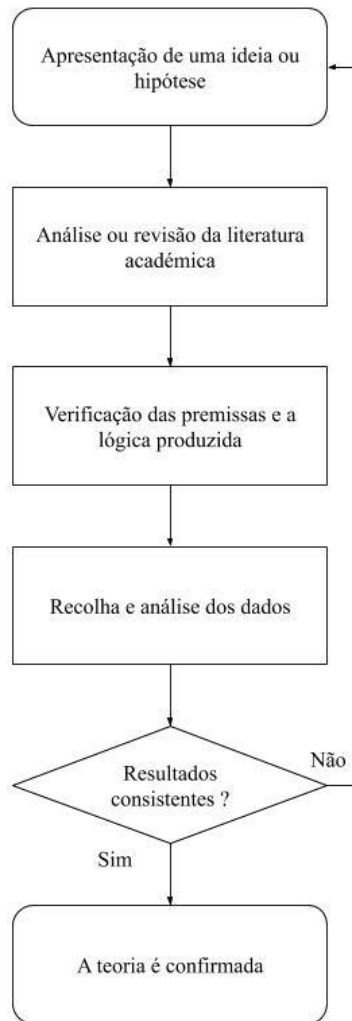 Apresentação de uma ideia ou
hipótese
Análise ou revisão da literatura
académica
Verificação das premissas e a
lógica produzida
Recolha e análise dos dados
Resultados
consistentes ?
Não
Sim
A teoria é confirmada